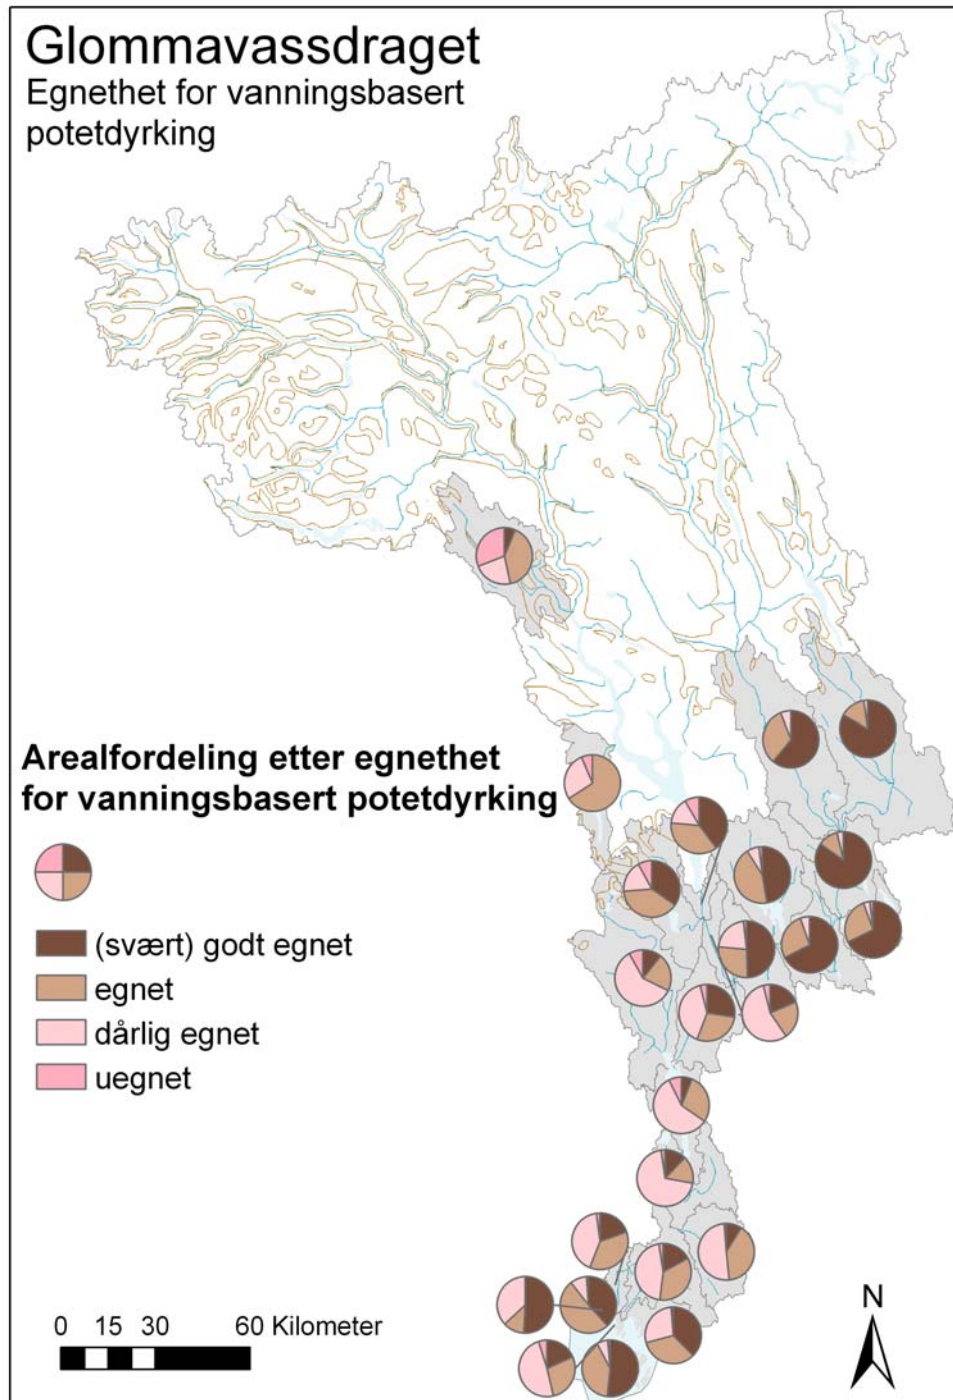 Glommavassdraget
Egnethet for vanningsbasert
potetdyrking
Arealfordeling etter egnethet
for vanningsbasert potetdyrking
(svært) godt egnet
egnet
dårlig egnet
uegnet
0 15 30 60 Kilometer
N